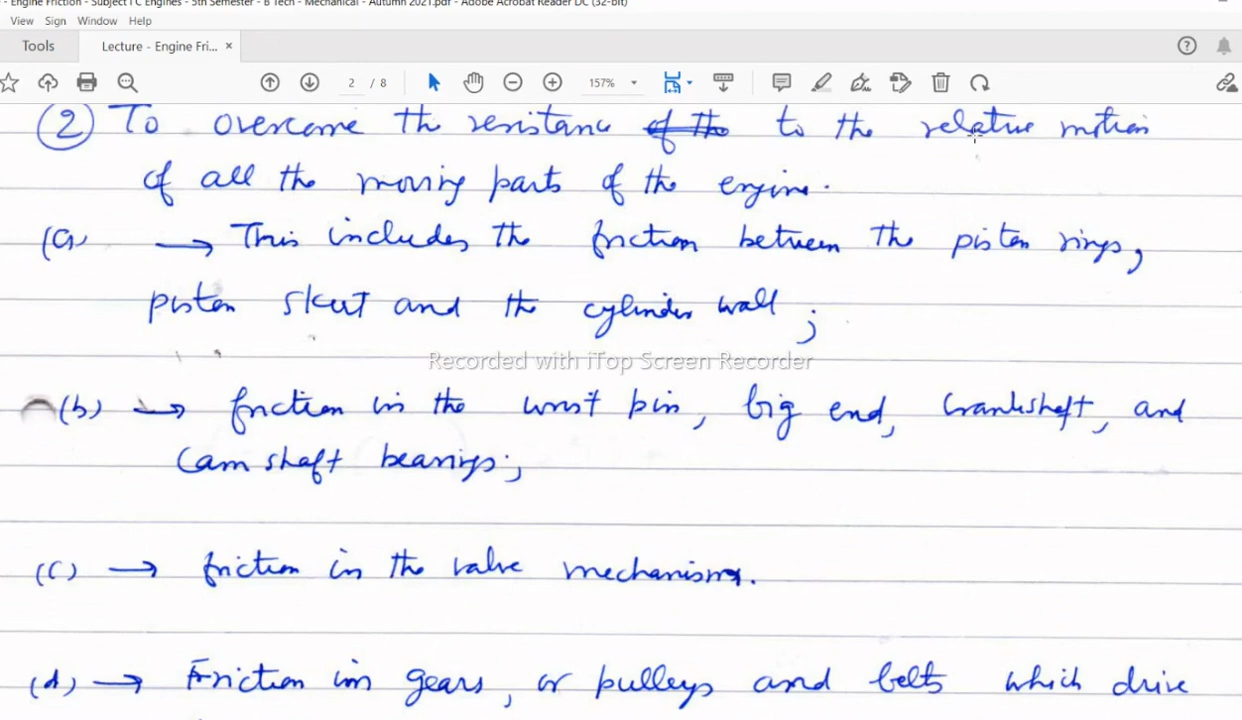 - Engine Friction - Subject I C Engines - 5th Semester - B Tech - Mechanical - Autumn 2021.pdf - Adobe Acrobat Reader DC (32-bit)
View Sign Window Help
Tools Lecture - Engine Fri... ×
2 / 8 157%
(2) To overcome the resistance of the to the relative motion
of all the moving parts of the engine.
(a) → This includes the friction between the piston rings,
piston skirt and the cylinder wall ;
Recorded with iTop Screen Recorder
(b) → friction in the wrist pin, big end, crankshaft, and
Cam shaft bearings;
(c) → friction in the valve mechanism.
(d) → Friction in gears, or pulleys and belts which drive